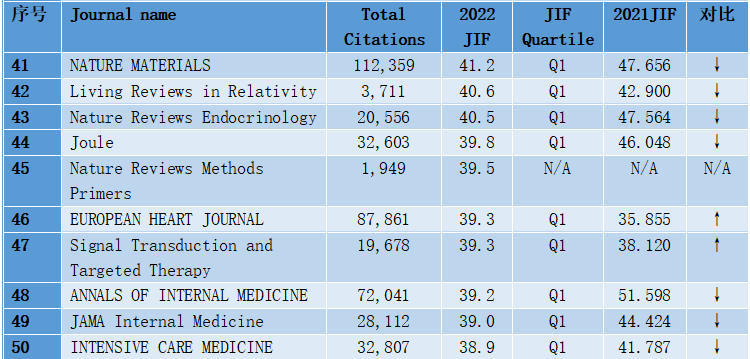 序号 Journal name Total Citations 2022 JIF JIF Quartile 2021JIF 对比
41 NATURE MATERIALS 112,359 41.2 Q1 47.656 ↓
42 Living Reviews in Relativity 3,711 40.6 Q1 42.900 ↓
43 Nature Reviews Endocrinology 20,556 40.5 Q1 47.564 ↓
44 Joule 32,603 39.8 Q1 46.048 ↓
45 Nature Reviews Methods Primers 1,949 39.5 N/A N/A N/A
46 EUROPEAN HEART JOURNAL 87,861 39.3 Q1 35.855 ↑
47 Signal Transduction and Targeted Therapy 19,678 39.3 Q1 38.120 ↑
48 ANNALS OF INTERNAL MEDICINE 72,041 39.2 Q1 51.598 ↓
49 JAMA Internal Medicine 28,112 39.0 Q1 44.424 ↓
50 INTENSIVE CARE MEDICINE 32,807 38.9 Q1 41.787 ↓